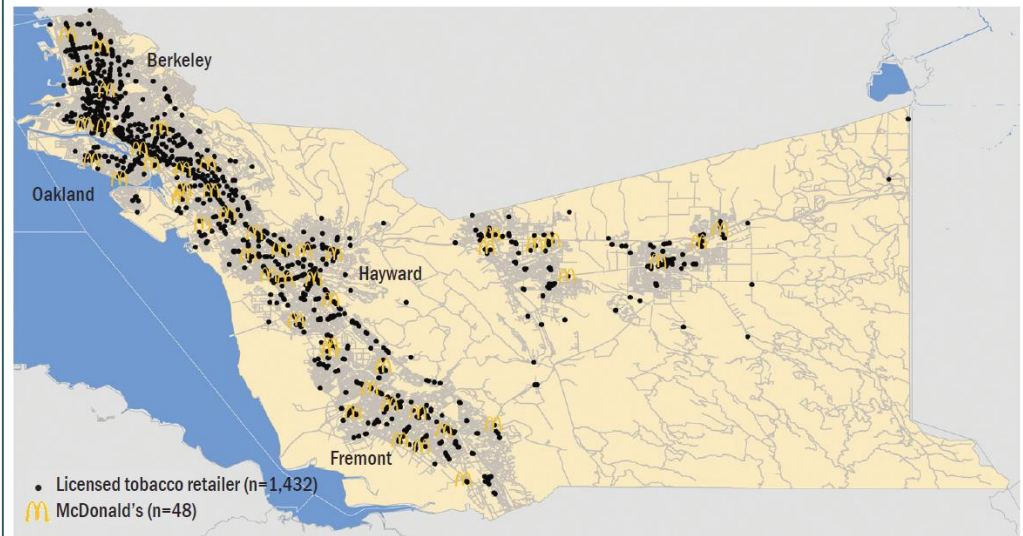 Berkeley
Oakland
Hayward
Fremont
Licensed tobacco retailer (n=1,432)
McDonald's (n=48)